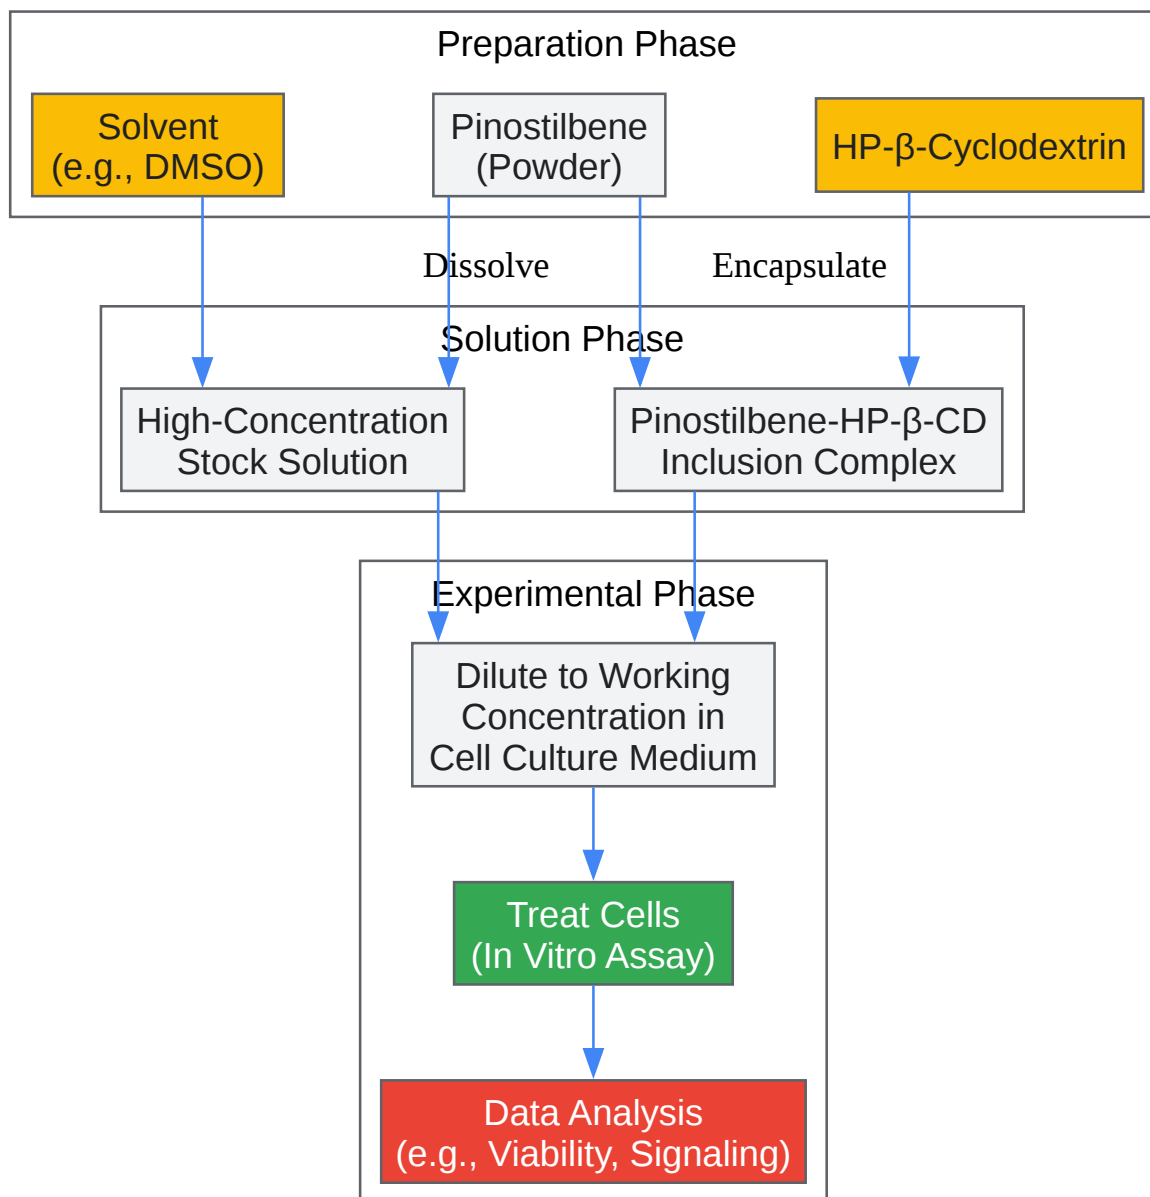 Preparation Phase
Solvent
(e.g., DMSO)
Pinostilbene
(Powder)
HP-β-Cyclodextrin
Dissolve
Encapsulate
Solution Phase
High-Concentration
Stock Solution
Pinostilbene-HP-β-CD
Inclusion Complex
Experimental Phase
Dilute to Working
Concentration in
Cell Culture Medium
Treat Cells
(In Vitro Assay)
Data Analysis
(e.g., Viability, Signaling)